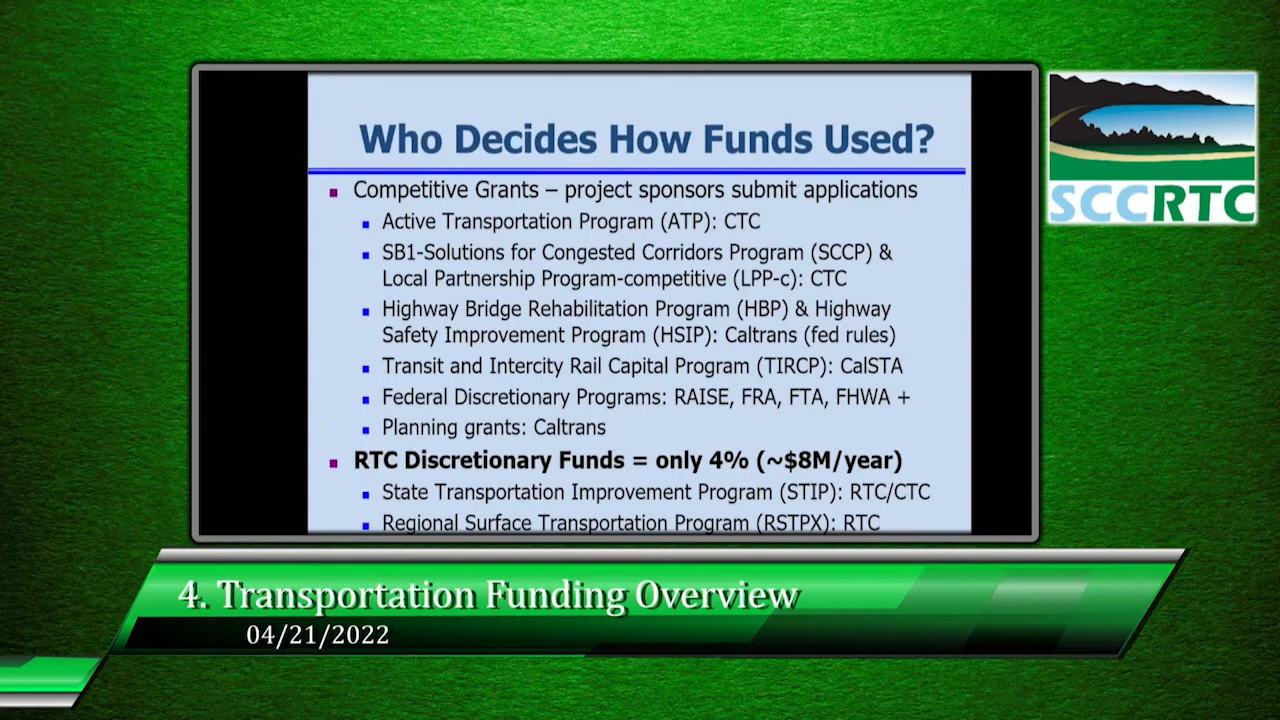 Who Decides How Funds Used?
Competitive Grants – project sponsors submit applications
Active Transportation Program (ATP): CTC
SB1-Solutions for Congested Corridors Program (SCCP) &
Local Partnership Program-competitive (LPP-c): CTC
Highway Bridge Rehabilitation Program (HBP) & Highway
Safety Improvement Program (HSIP): Caltrans (fed rules)
Transit and Intercity Rail Capital Program (TIRCP): CalSTA
Federal Discretionary Programs: RAISE, FRA, FTA, FHWA +
Planning grants: Caltrans
RTC Discretionary Funds = only 4% (~$8M/year)
State Transportation Improvement Program (STIP): RTC/CTC
Regional Surface Transportation Program (RSTPX): RTC
SCCRTC
4. Transportation Funding Overview
04/21/2022